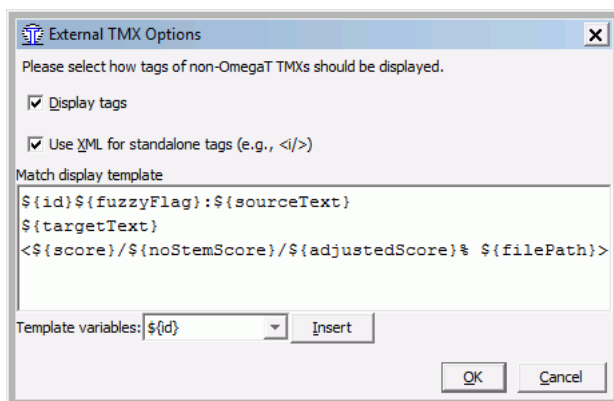 External TMX Options
Please select how tags of non-OmegaT TMXs should be displayed.
Display tags
Use XML for standalone tags (e.g., <i/>)
Match display template
${id}${fuzzyFlag}:${sourceText}
${targetText}
<${score}/${noStemScore}/${adjustedScore}% ${filePath}>
Template variables: ${id} Insert
OK Cancel